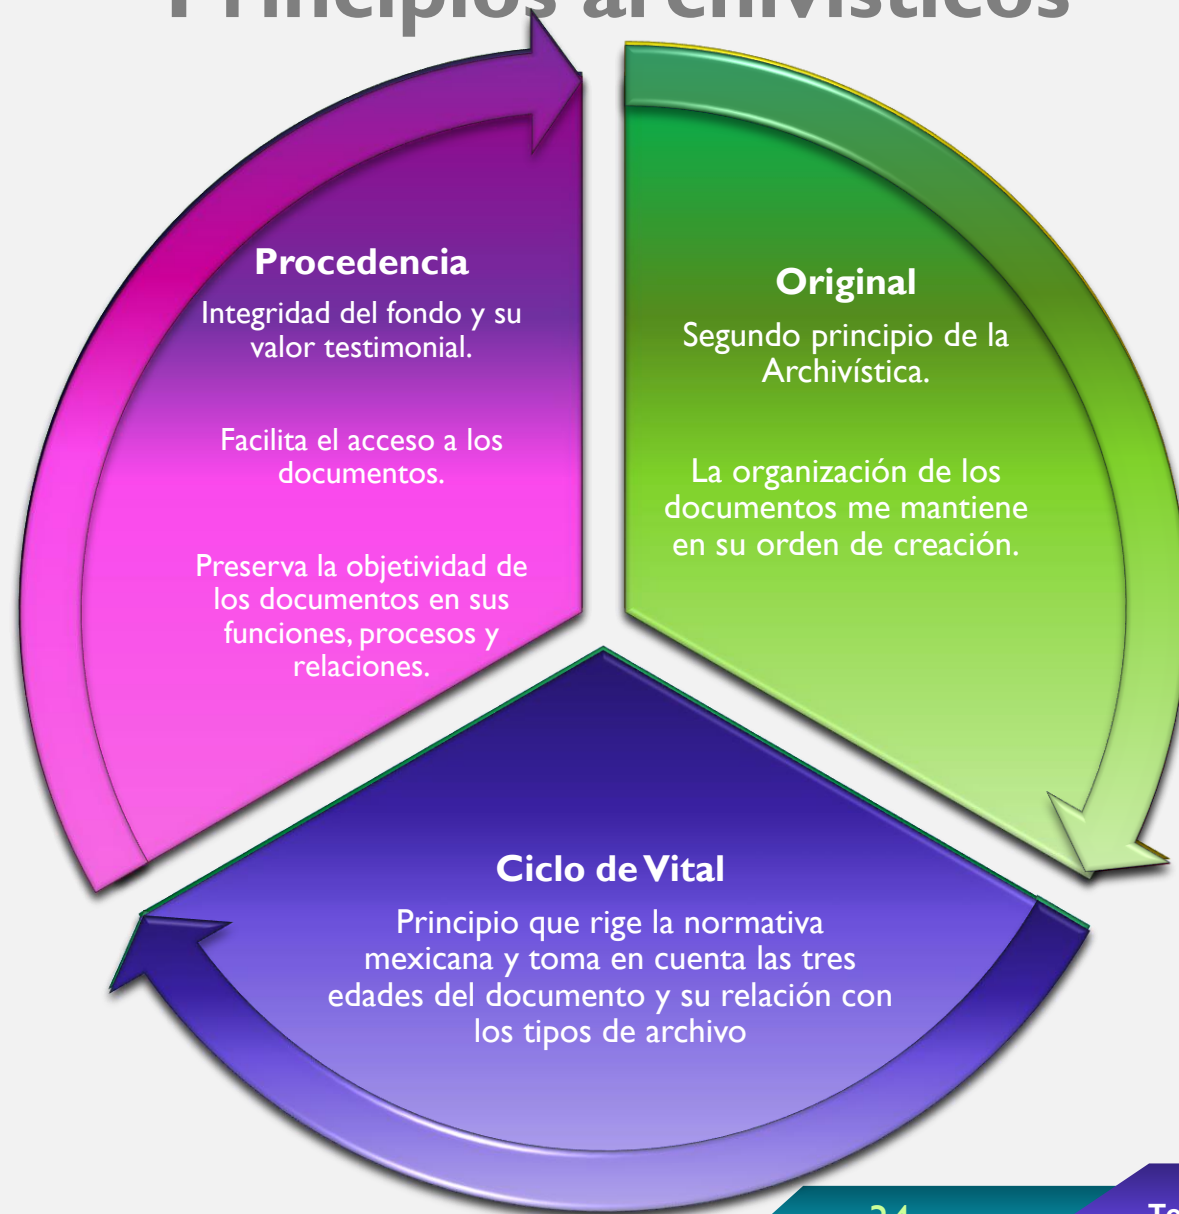 Principios archivísticos
Procedencia
Integridad del fondo y su
valor testimonial.
Facilita el acceso a los
documentos.
Preserva la objetividad de
los documentos en sus
funciones, procesos y
relaciones.
Original
Segundo principio de la
Archivística.
La organización de los
documentos me mantiene
en su orden de creación.
Ciclo de Vital
Principio que rige la normativa
mexicana y toma en cuenta las tres
edades del documento y su relación con
los tipos de archivo